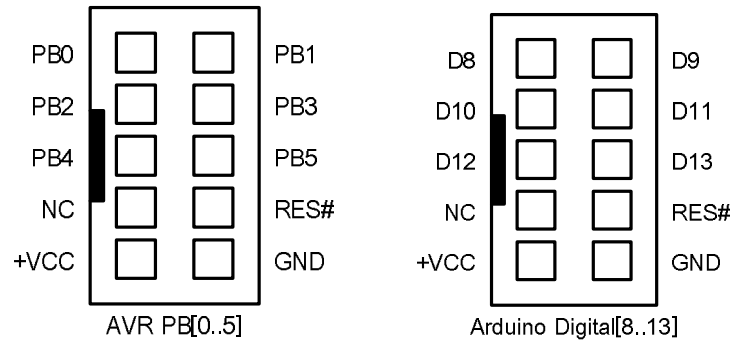 PB0 PB1 D8 D9
PB2 PB3 D10 D11
PB4 PB5 D12 D13
NC RES# NC RES#
+VCC GND +VCC GND
AVR PB[0..5] Arduino Digital[8..13]